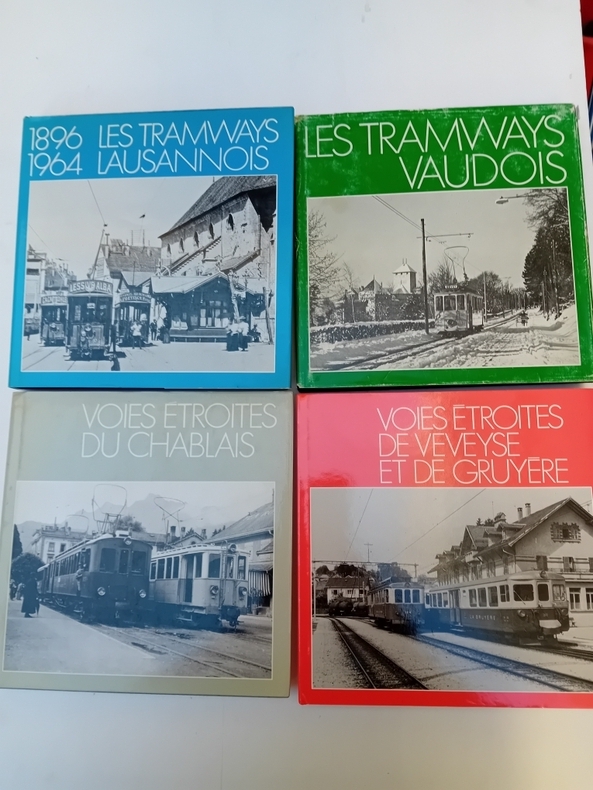 1896 LES TRAMWAYS
1964 LAUSANNOIS
LES TRAMWAYS
VAUDOIS
VOIES ÉTROITES
DU CHABLAIS
VOIES ÉTROITES
DE VEVEYSE
ET DE GRUYÈRE